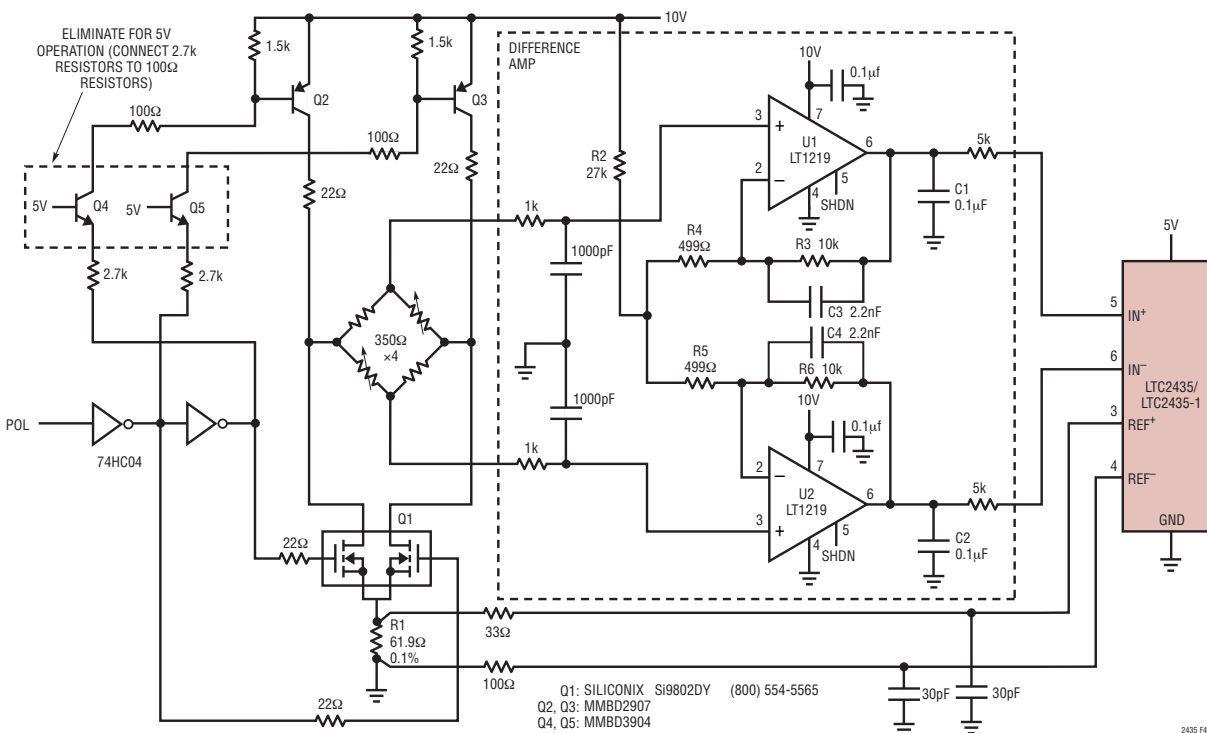 10V
ELIMINATE FOR 5V
OPERATION (CONNECT 2.7k
RESISTORS TO 100Ω
RESISTORS)
1.5k
1.5k
Q2
Q3
100Ω
100Ω
22Ω
22Ω
5V
Q4
5V
Q5
2.7k
2.7k
POL
74HC04
350Ω
×4
22Ω
Q1
R1
61.9Ω
0.1%
22Ω
33Ω
100Ω
DIFFERENCE
AMP
R2
27k
1k
1000pF
1000pF
1k
10V
0.1µf
3
+
7
U1
LT1219
6
2
−
4
5
SHDN
R4
499Ω
R3 10k
C3 2.2nF
C4 2.2nF
R5
499Ω
R6 10k
10V
0.1µf
2
−
7
U2
LT1219
6
3
+
4
5
SHDN
5k
C1
0.1µF
5k
C2
0.1µF
5V
5
IN+
6
IN−
LTC2435/
LTC2435-1
3
REF+
4
REF−
GND
30pF
30pF
Q1: SILICONIX Si9802DY (800) 554-5565
Q2, Q3: MMBD2907
Q4, Q5: MMBD3904
2435 F4